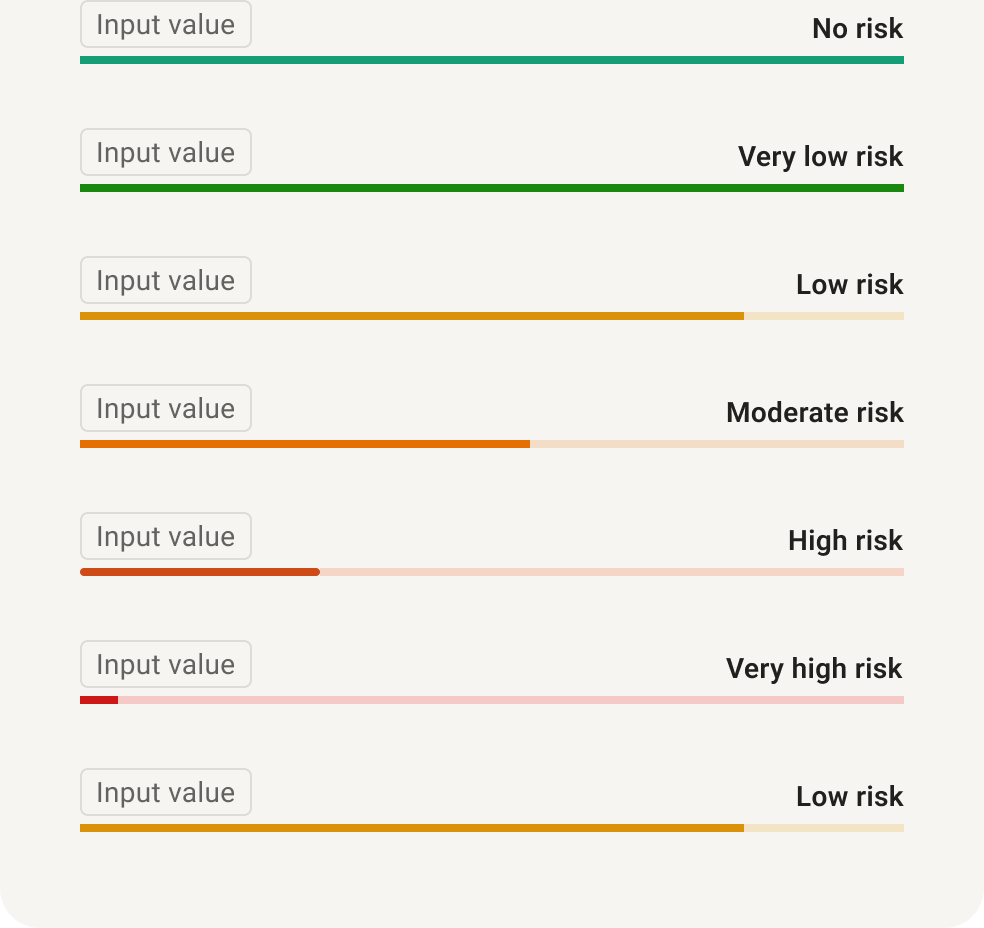 Input value No risk
Input value Very low risk
Input value Low risk
Input value Moderate risk
Input value High risk
Input value Very high risk
Input value Low risk